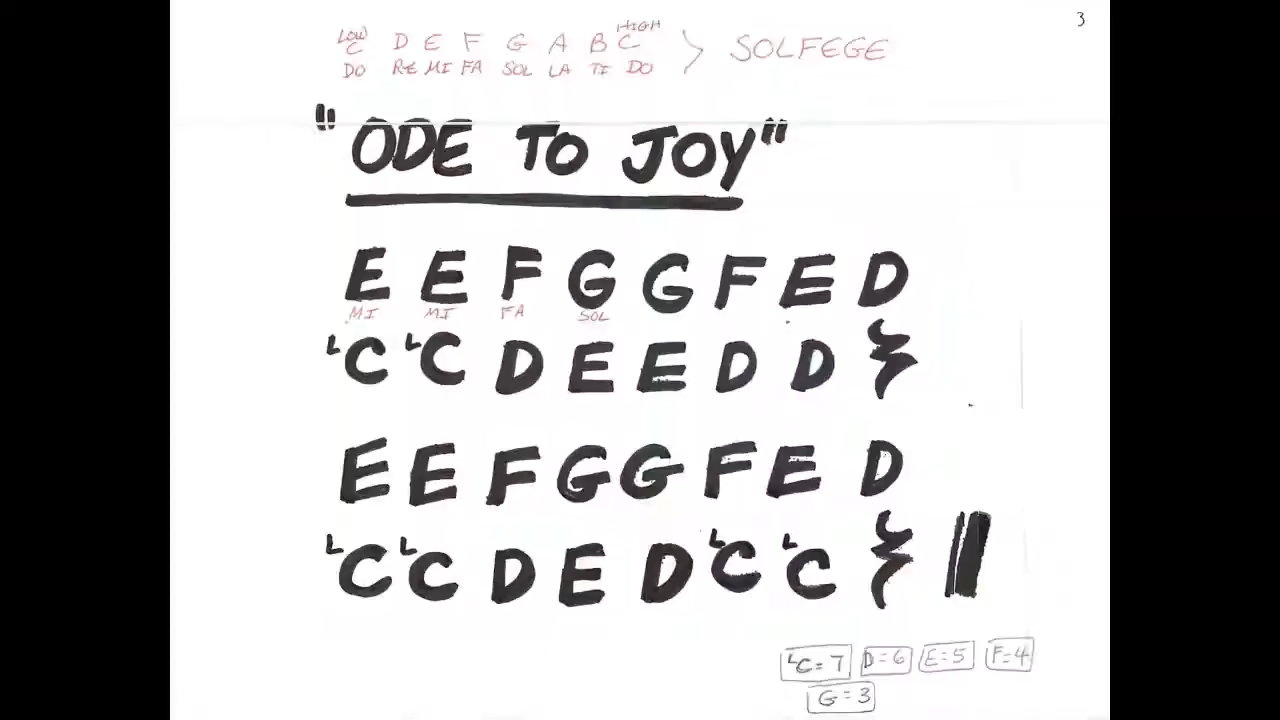 3
LOW HIGH
C D E F G A B C > SOLFEGE
DO RE MI FA SOL LA TI DO
"ODE TO JOY"
E E F G G F E D
MI MI FA SOL
LC LC D E E D D
E E F G G F E D
LC LC D E D LC LC
LC=7 D=6 E=5 F=4
G=3